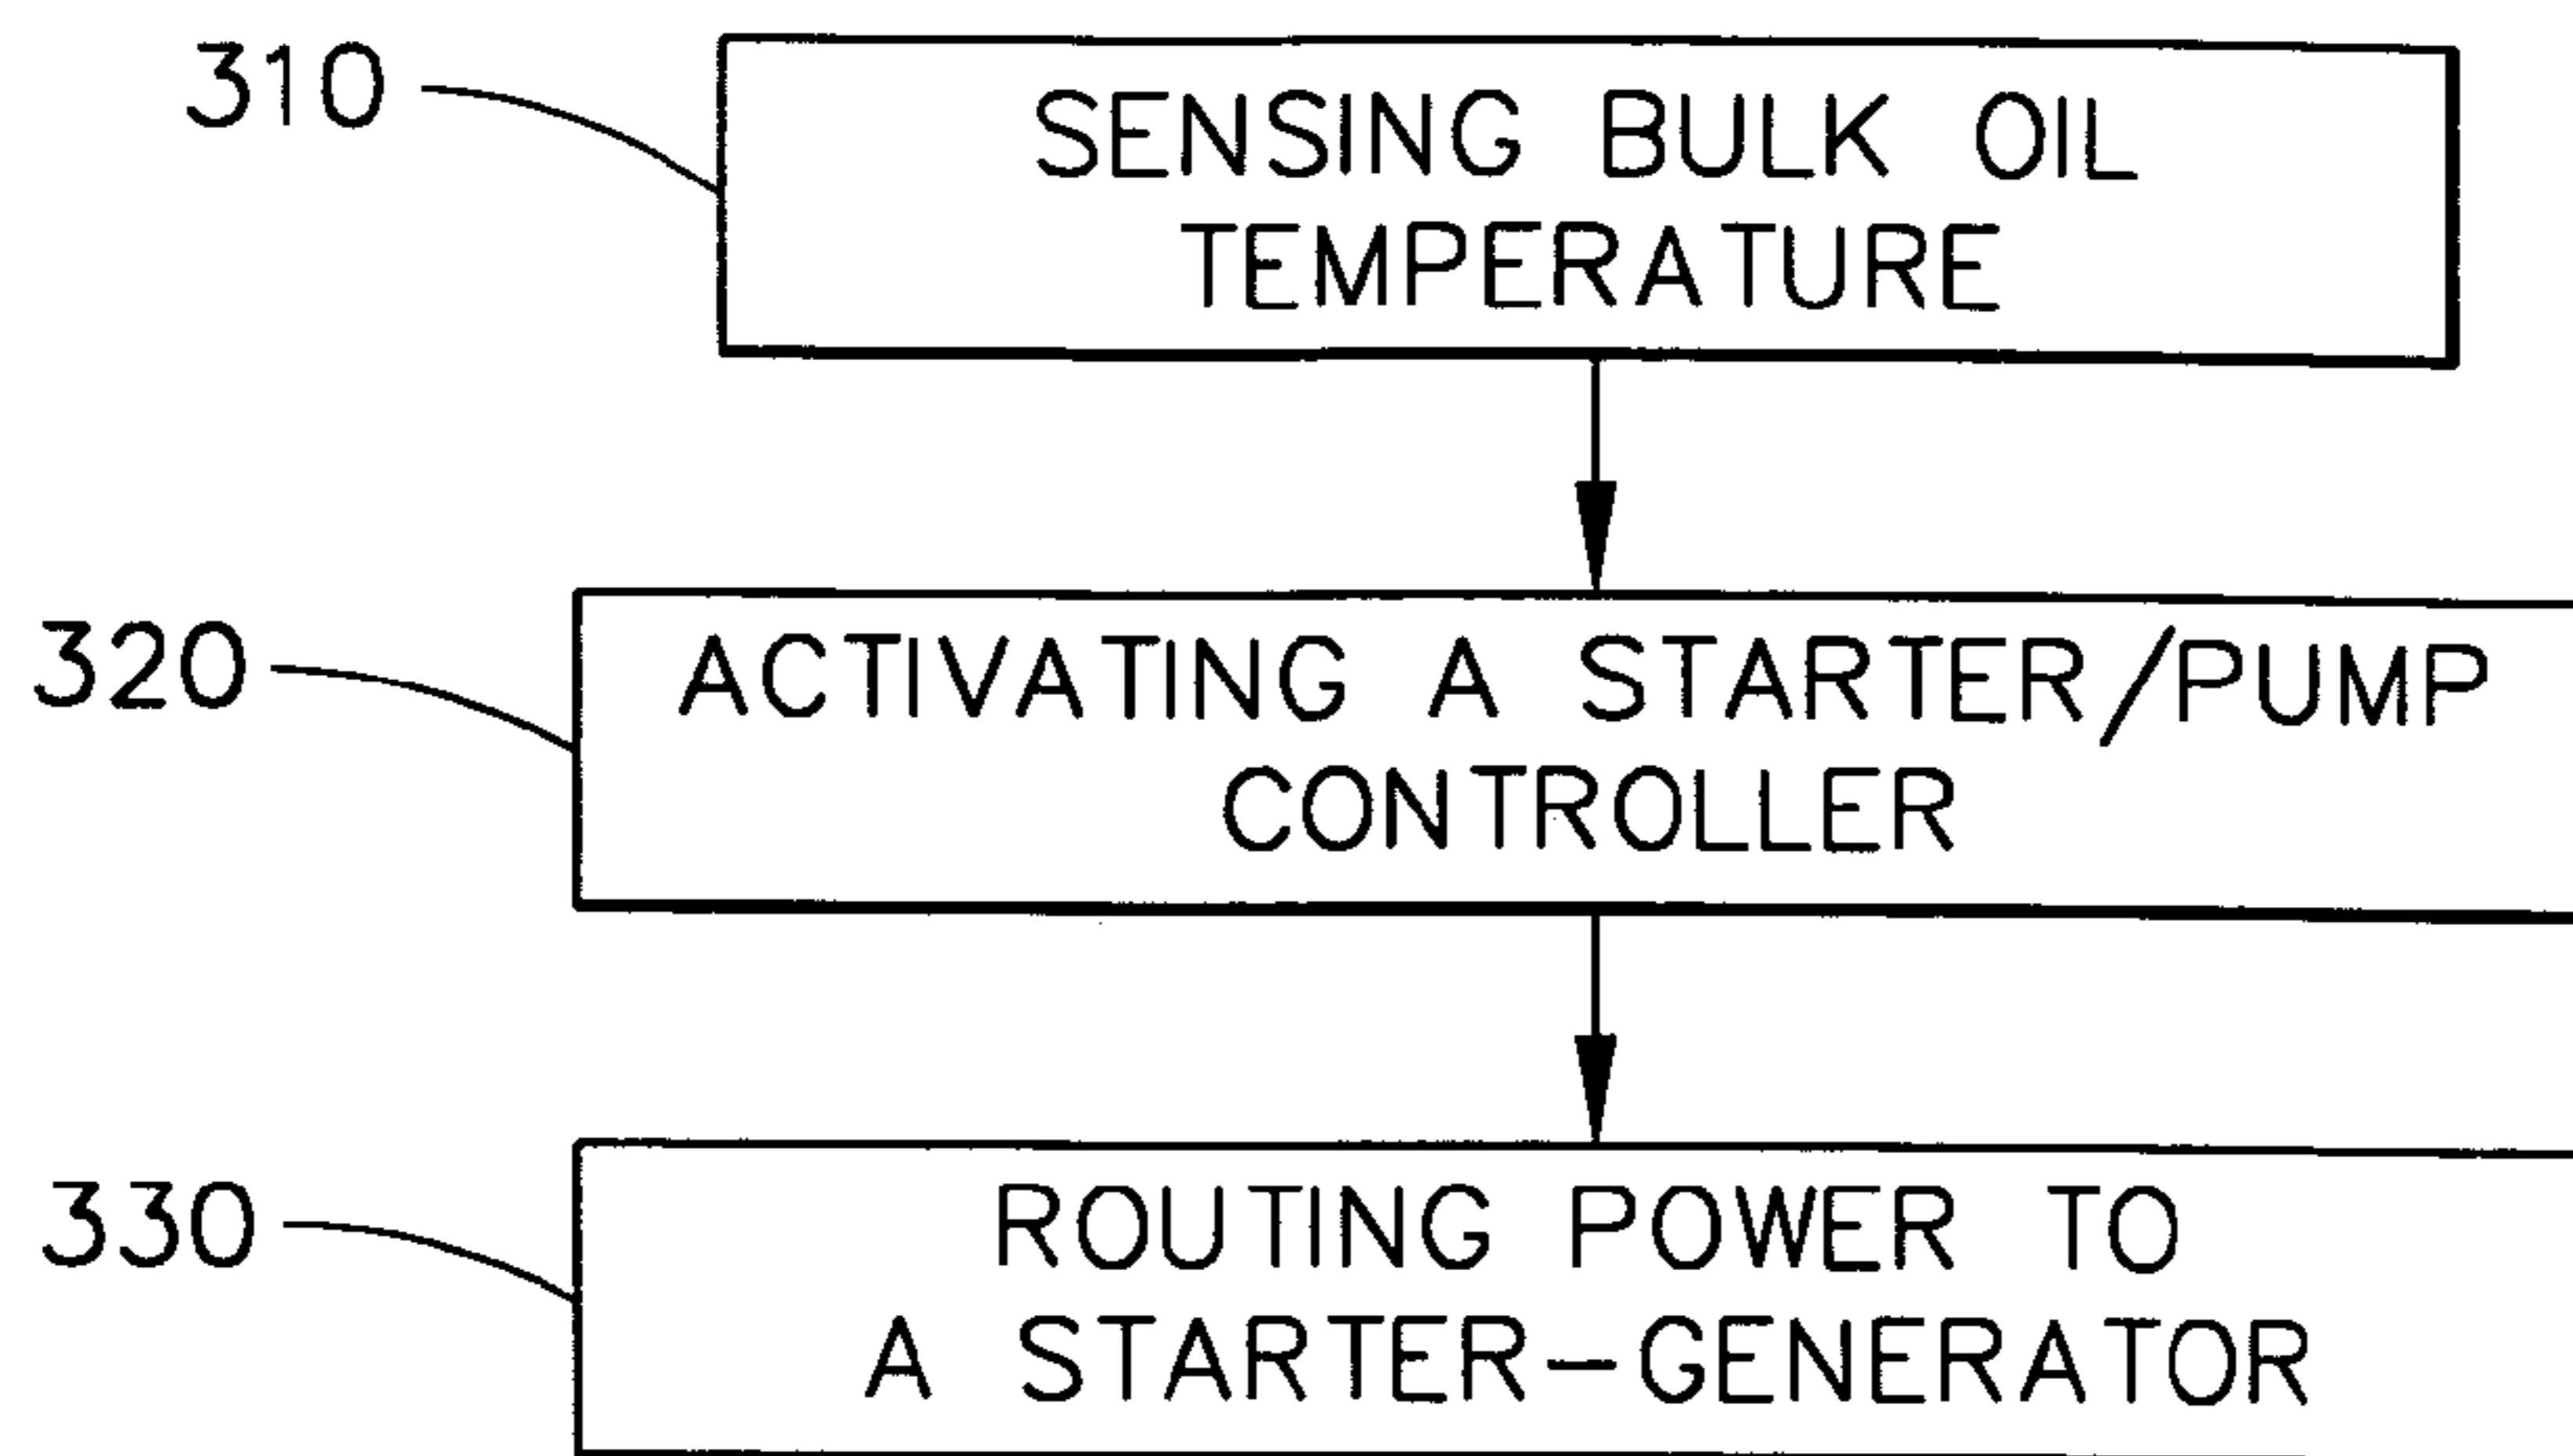 310
SENSING BULK OIL
TEMPERATURE
320
ACTIVATING A STARTER/PUMP
CONTROLLER
330
ROUTING POWER TO
A STARTER-GENERATOR